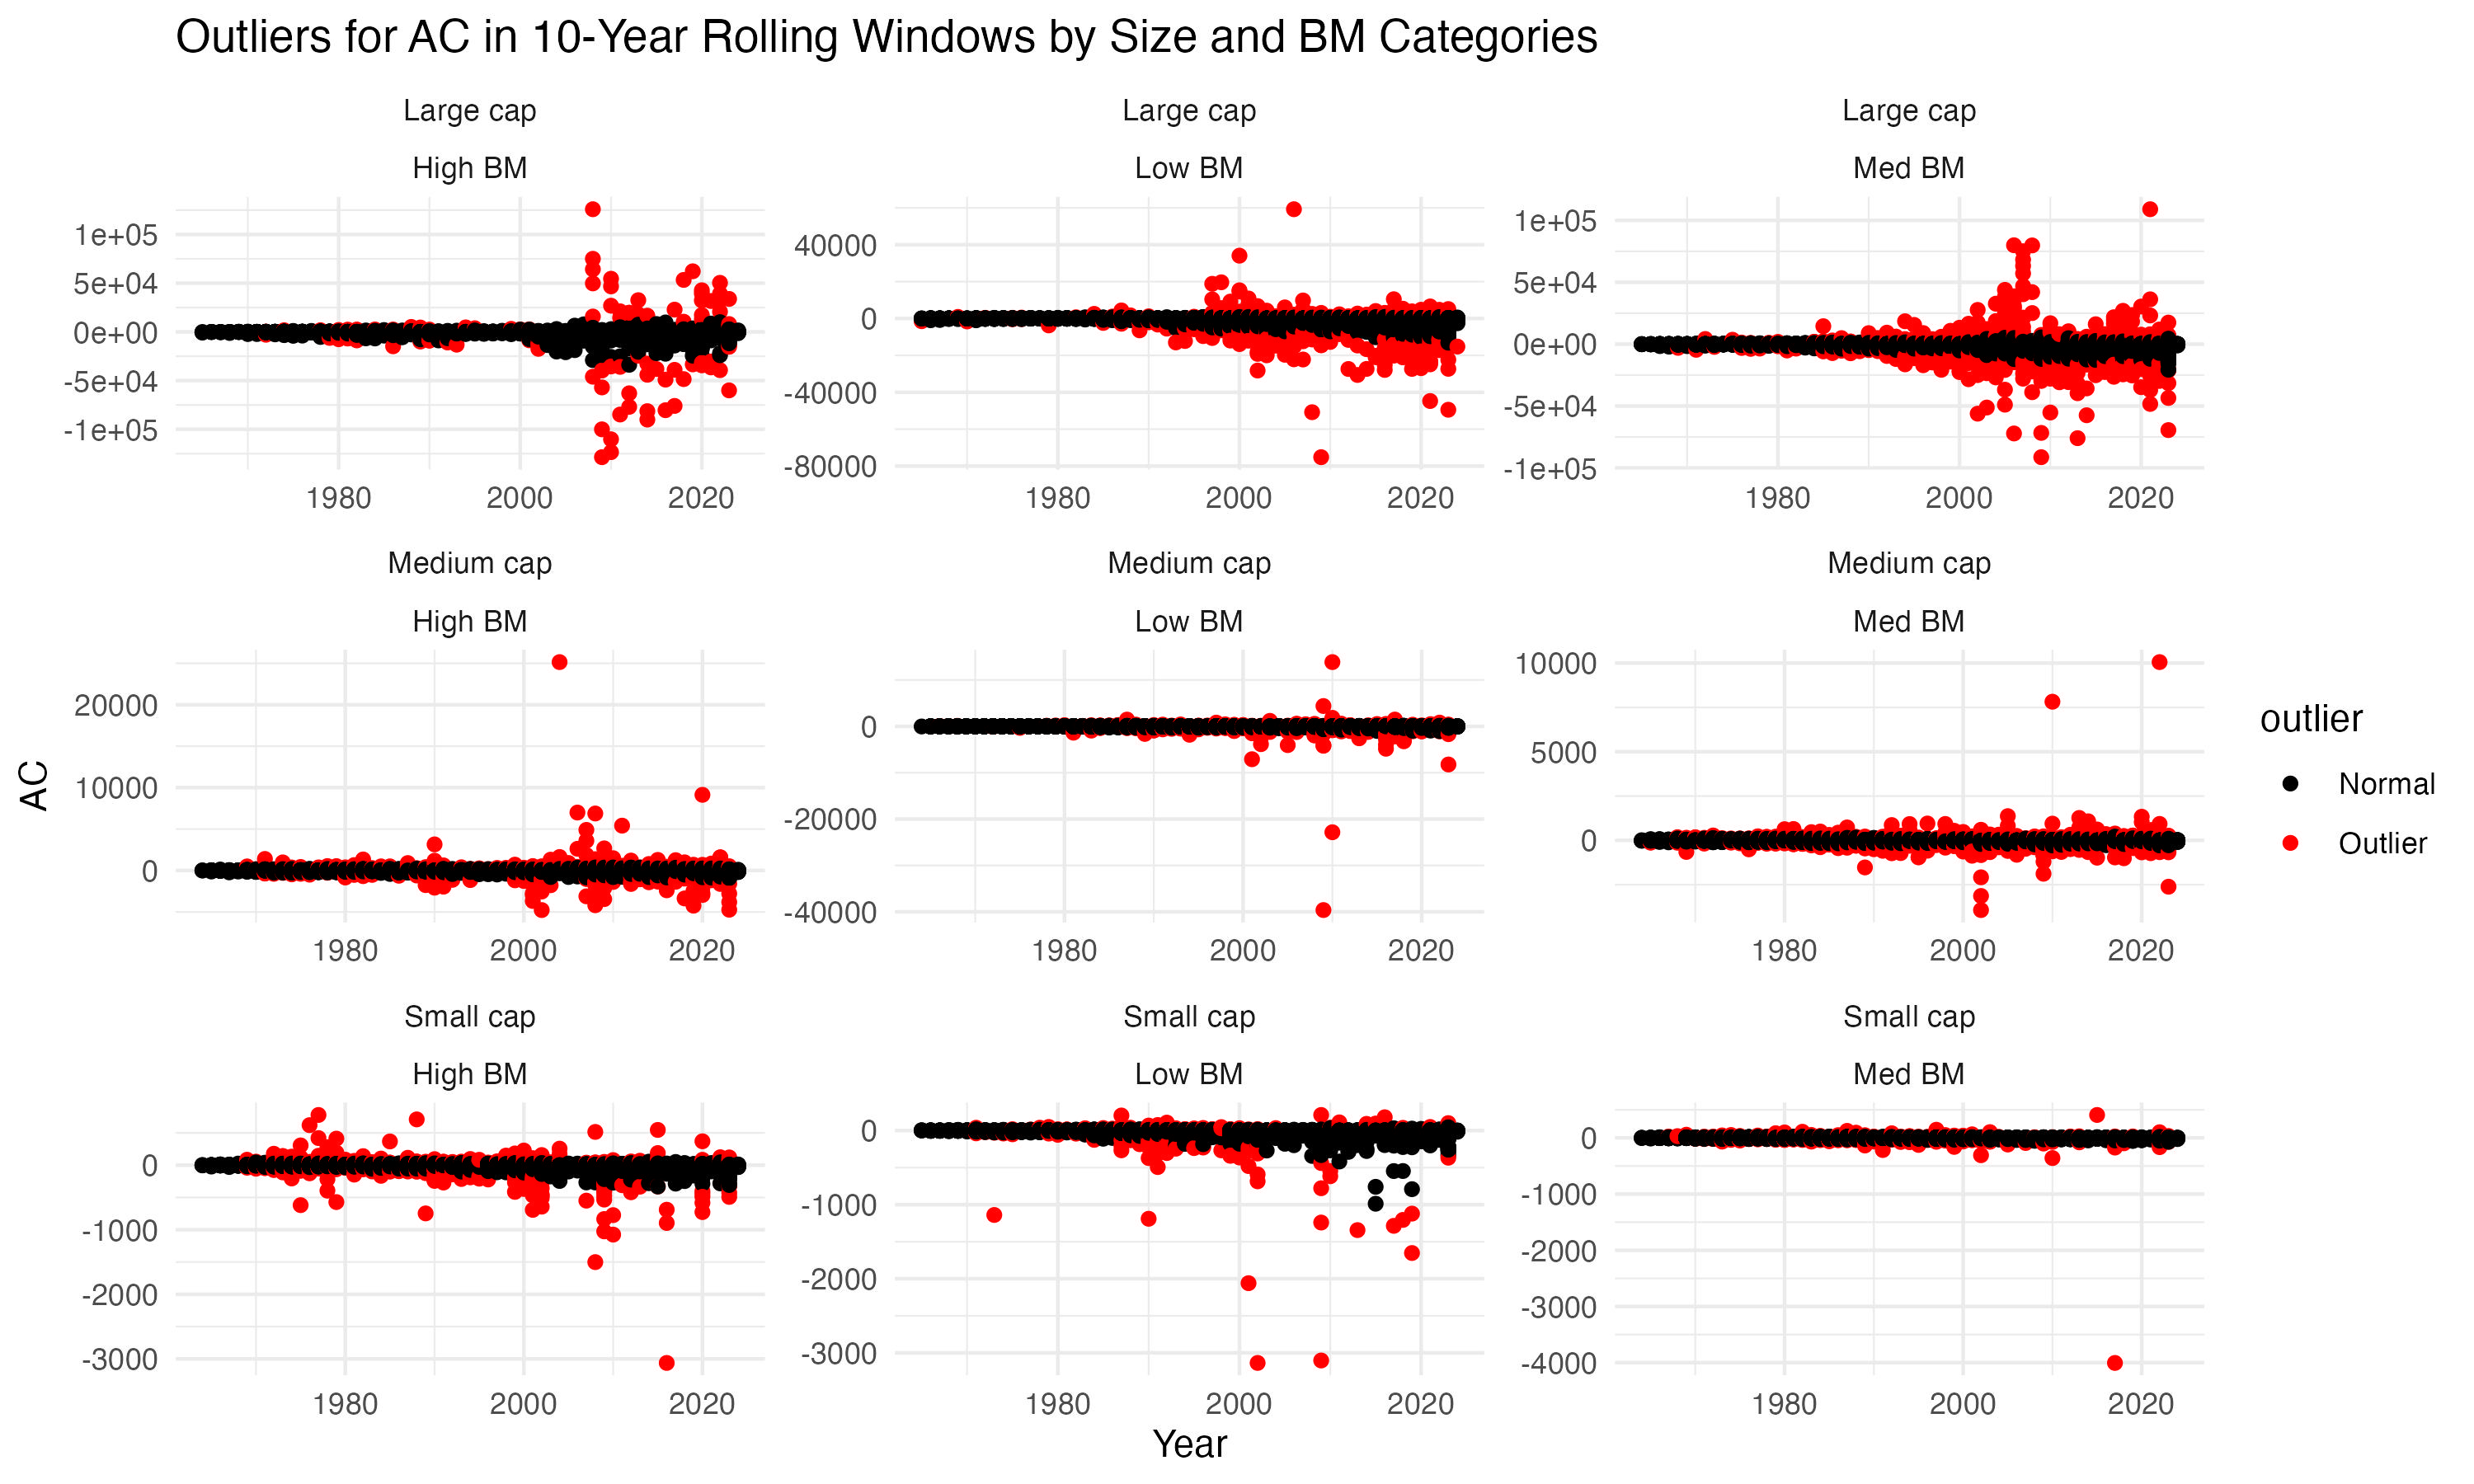 Outliers for AC in 10-Year Rolling Windows by Size and BM Categories
Large cap
High BM
1e+05
5e+04
0e+00
-5e+04
-1e+05
1980 2000 2020
Large cap
Low BM
40000
0
-40000
-80000
1980 2000 2020
Large cap
Med BM
1e+05
5e+04
0e+00
-5e+04
-1e+05
1980 2000 2020
AC
Medium cap
High BM
20000
10000
0
1980 2000 2020
Medium cap
Low BM
0
-20000
-40000
1980 2000 2020
Medium cap
Med BM
10000
5000
0
1980 2000 2020
Small cap
High BM
0
-1000
-2000
-3000
1980 2000 2020
Small cap
Low BM
0
-1000
-2000
-3000
1980 2000 2020
Small cap
Med BM
0
-1000
-2000
-3000
-4000
1980 2000 2020
Year
outlier
Normal
Outlier